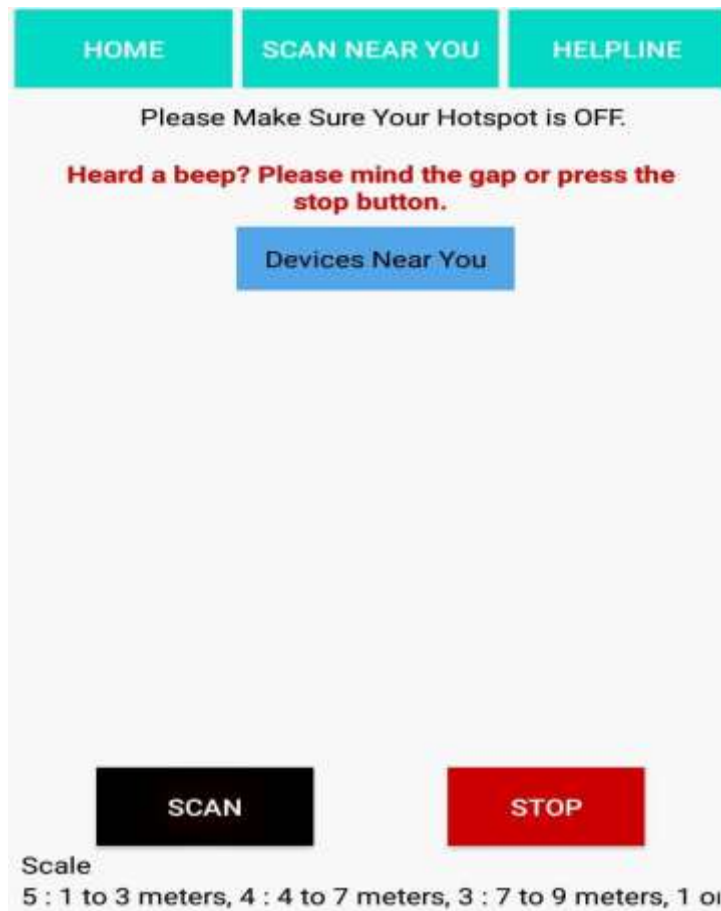 HOME SCAN NEAR YOU HELPLINE
Please Make Sure Your Hotspot is OFF.
Heard a beep? Please mind the gap or press the
stop button.
Devices Near You
SCAN STOP
Scale
5 : 1 to 3 meters, 4 : 4 to 7 meters, 3 : 7 to 9 meters, 1 or